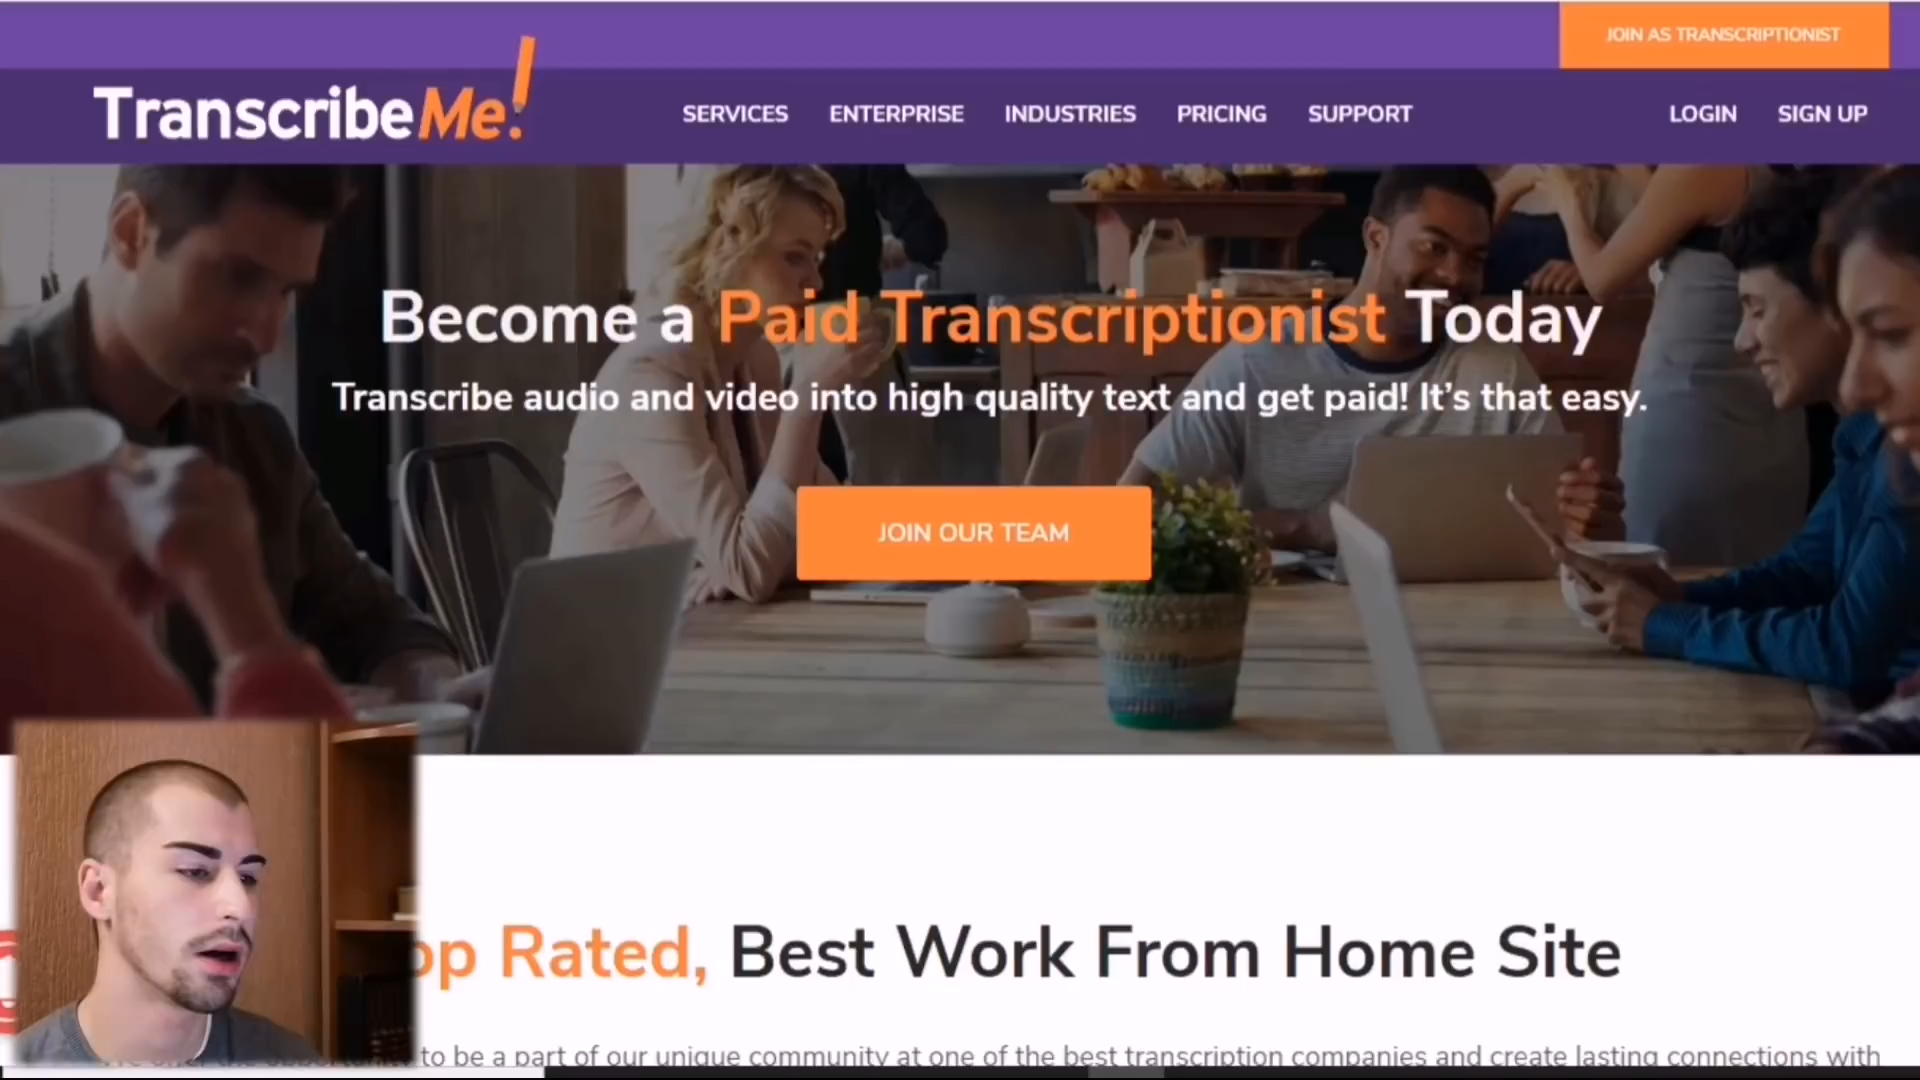 JOIN AS TRANSCRIPTIONIST
TranscribeMe!
SERVICES ENTERPRISE INDUSTRIES PRICING SUPPORT LOGIN SIGN UP
Become a Paid Transcriptionist Today
Transcribe audio and video into high quality text and get paid! It's that easy.
JOIN OUR TEAM
Rated, Best Work From Home Site
to be a part of our unique community at one of the best transcription companies and create lasting connections with